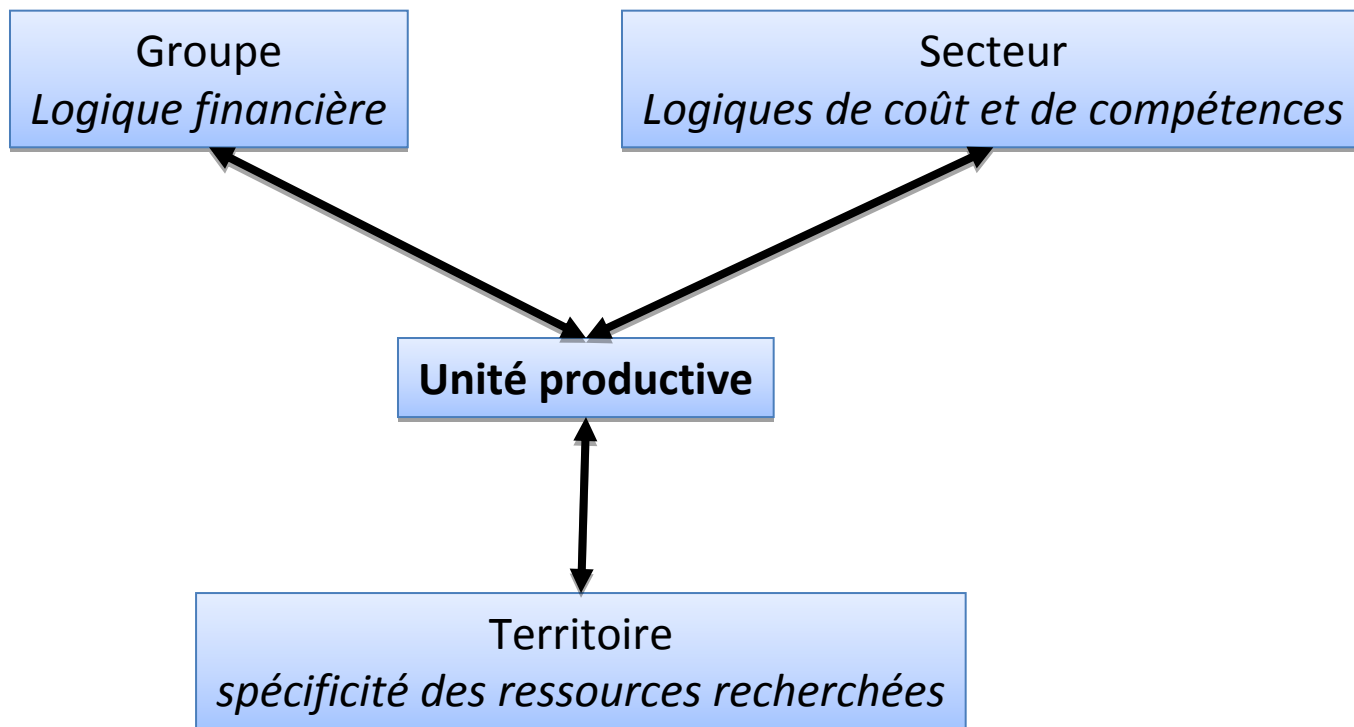 Groupe
Logique financière
Secteur
Logiques de coût et de compétences
Unité productive
Territoire
spécificité des ressources recherchées